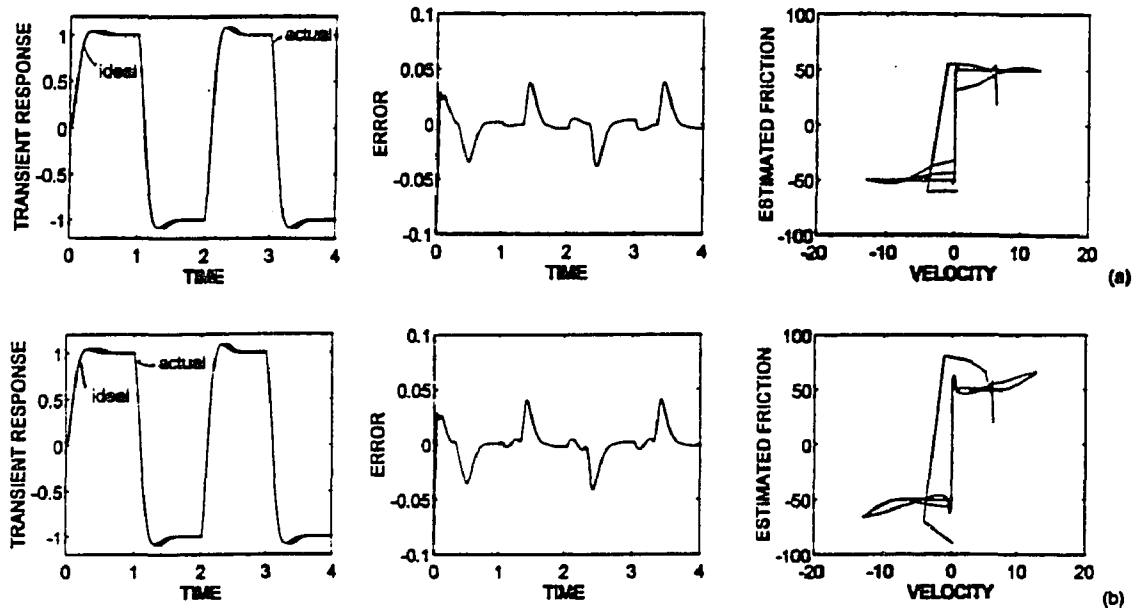 TRANSIENT RESPONSE
1
0.5
0
-0.5
-1
ideal
actual
0 1 2 3 4
TIME
ERROR
0.1
0.05
0
-0.05
-0.1
0 1 2 3 4
TIME
ESTIMATED FRICTION
100
50
0
-50
-100
-20 -10 0 10 20
VELOCITY
(a)
TRANSIENT RESPONSE
1
0.5
0
-0.5
-1
actual
ideal
0 1 2 3 4
TIME
ERROR
0.1
0.05
0
-0.05
-0.1
0 1 2 3 4
TIME
ESTIMATED FRICTION
100
50
0
-50
-100
-20 -10 0 10 20
VELOCITY
(b)